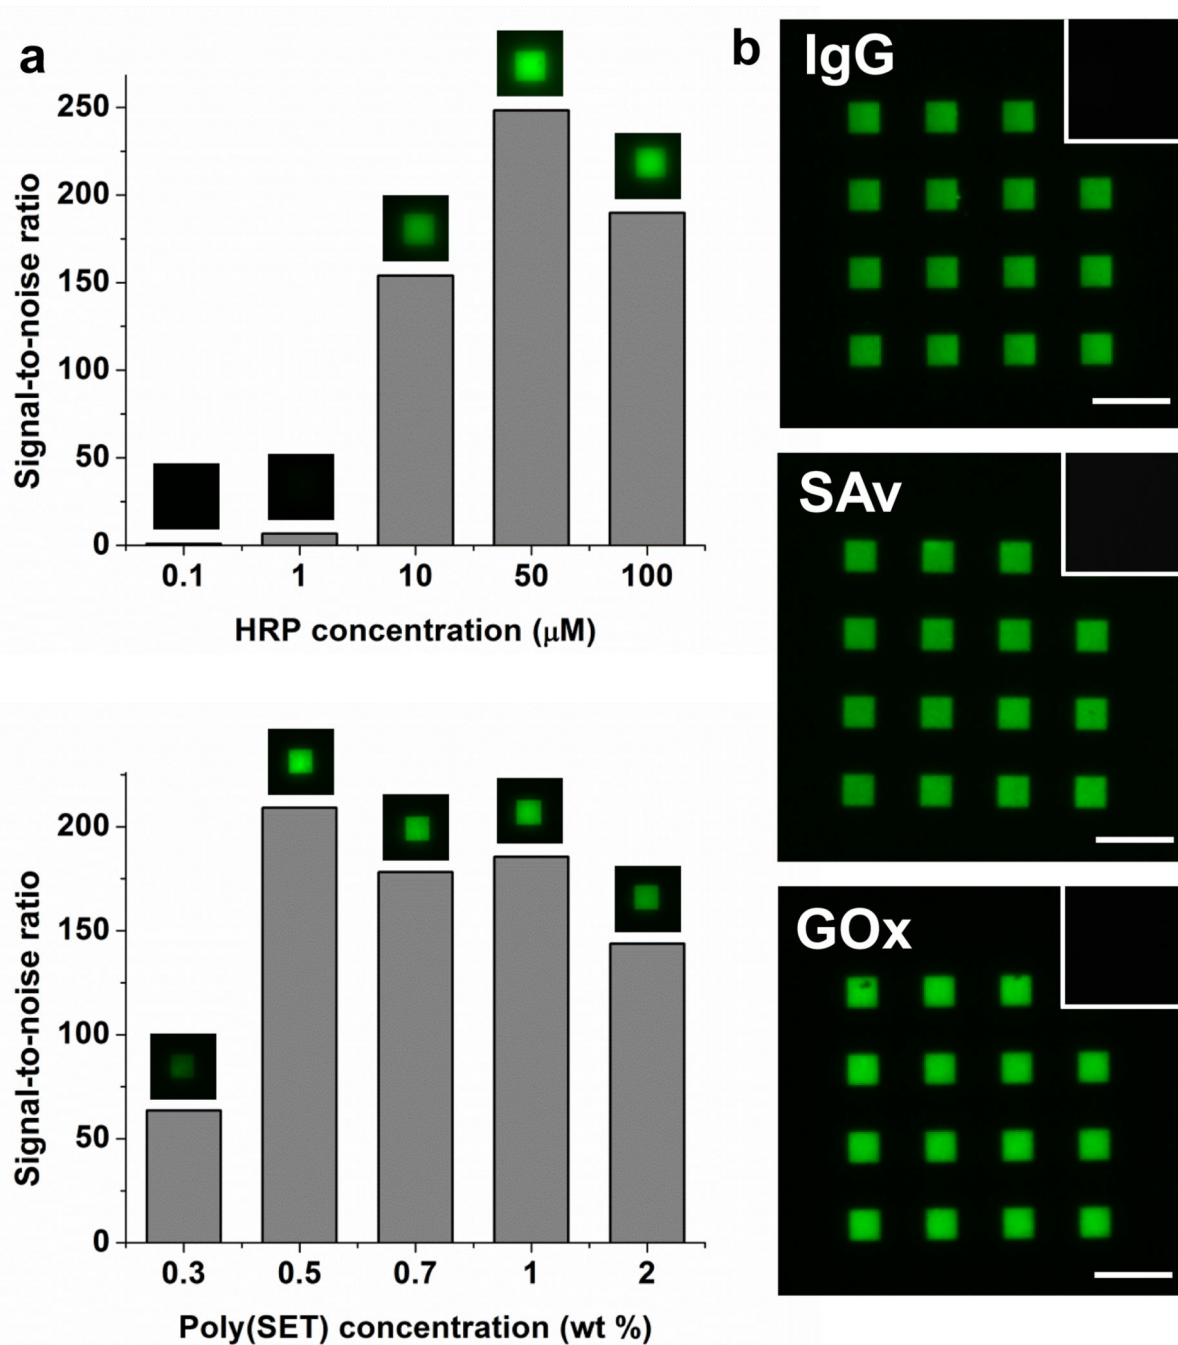 a
250
200
150
100
50
0
Signal-to-noise ratio
0.1 1 10 50 100
HRP concentration (μM)
200
150
100
50
0
Signal-to-noise ratio
0.3 0.5 0.7 1 2
Poly(SET) concentration (wt %)
b
IgG
SAv
GOx